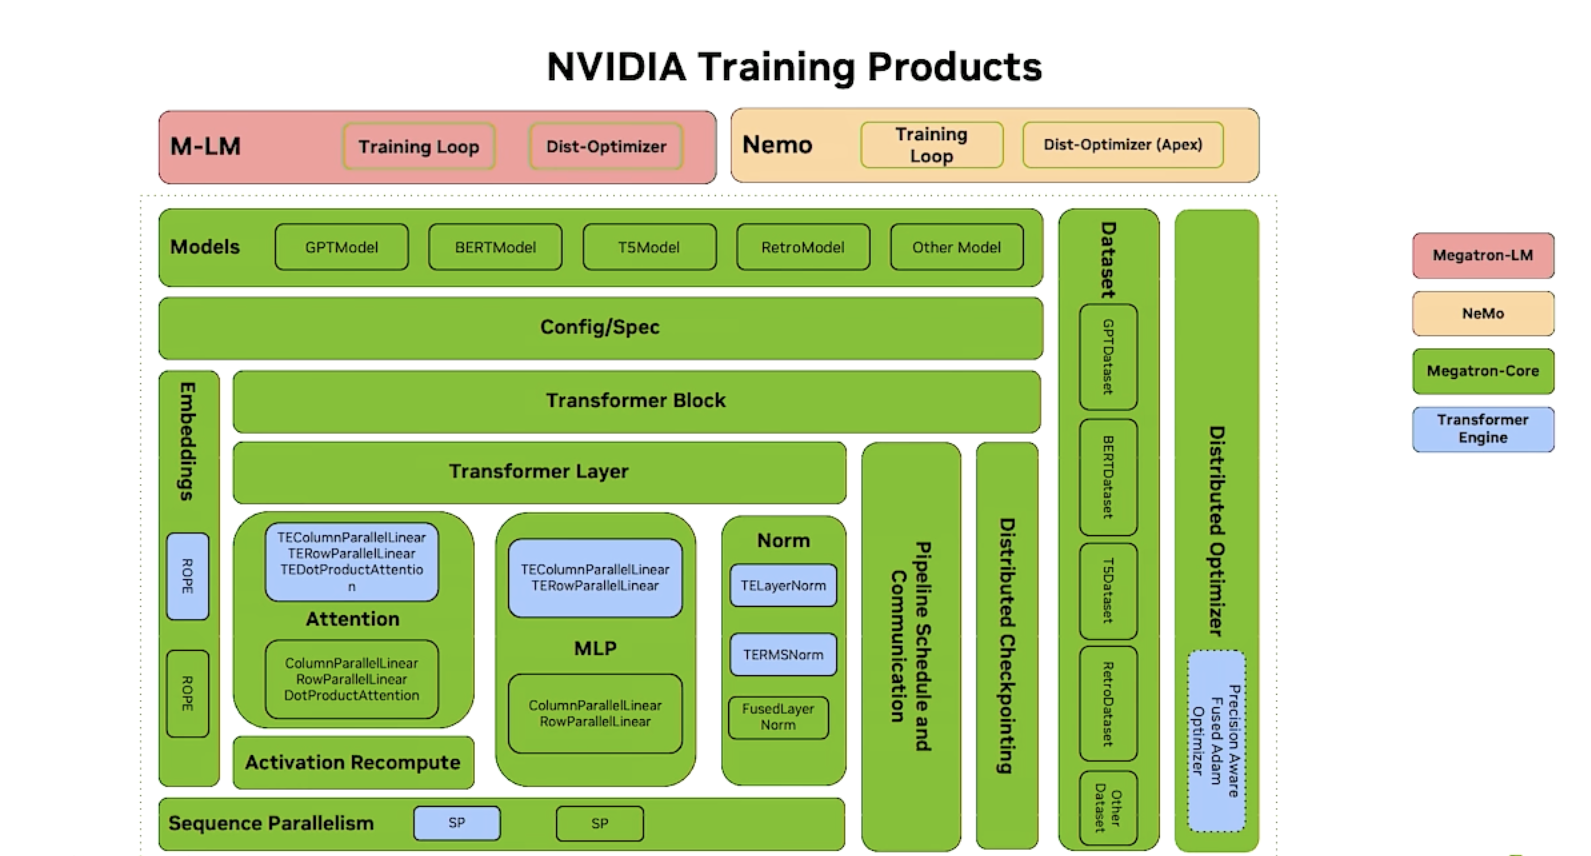 NVIDIA Training Products
M-LM
Training Loop
Dist-Optimizer
Nemo
Training
Loop
Dist-Optimizer (Apex)
Models
GPTModel
BERTModel
T5Model
RetroModel
Other Model
Config/Spec
Embeddings
ROPE
ROPE
Transformer Block
Transformer Layer
TEColumnParallelLinear
TERowParallelLinear
TEDotProductAttentio
n
Attention
ColumnParallelLinear
RowParallelLinear
DotProductAttention
Activation Recompute
TEColumnParallelLinear
TERowParallelLinear
MLP
ColumnParallelLinear
RowParallelLinear
Norm
TELayerNorm
TERMSNorm
FusedLayer
Norm
Sequence Parallelism
SP
SP
Pipeline Schedule and
Communication
Distributed Checkpointing
Dataset
GPTDataset
BERTDataset
T5Dataset
RetroDataset
Other
Dataset
Distributed Optimizer
Precision Aware
Fused Adam
Optimizer
Megatron-LM
NeMo
Megatron-Core
Transformer
Engine